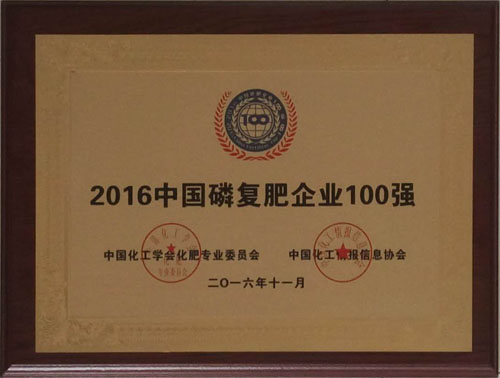 100
2016中国磷复肥企业100强
中国化工学会化肥专业委员会 中国化工情报信息协会
二〇一六年十一月